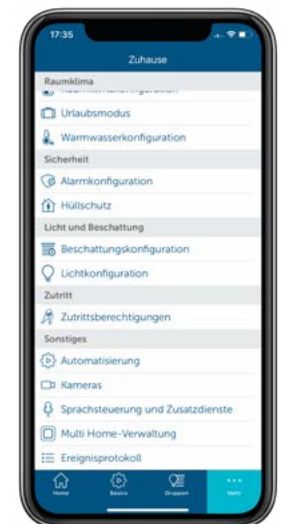 17:35
Zuhause
Raumklima
Raumklimakonfiguration
Urlaubsmodus
Warmwasserkonfiguration
Sicherheit
Alarmkonfiguration
Hüllschutz
Licht und Beschattung
Beschattungskonfiguration
Lichtkonfiguration
Zutritt
Zutrittsberechtigungen
Sonstiges
Automatisierung
Kameras
Sprachsteuerung und Zusatzdienste
Multi Home-Verwaltung
Ereignisprotokoll
Home Basics Gruppen Mehr